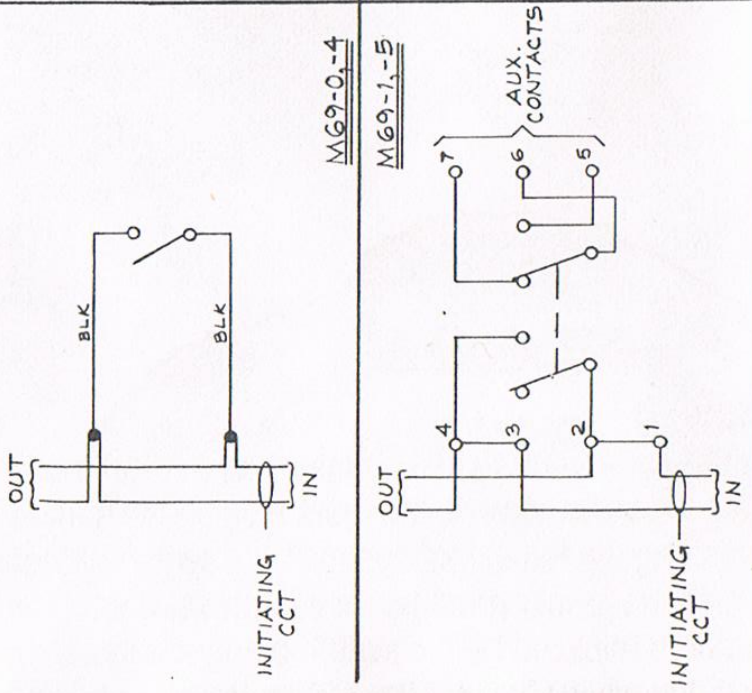 M69-0,-4
OUT
BLK
BLK
IN
INITIATING
CCT
M69-1,-5
AUX.
CONTACTS
7
6
5
OUT
4
3
2
1
IN
INITIATING
CCT